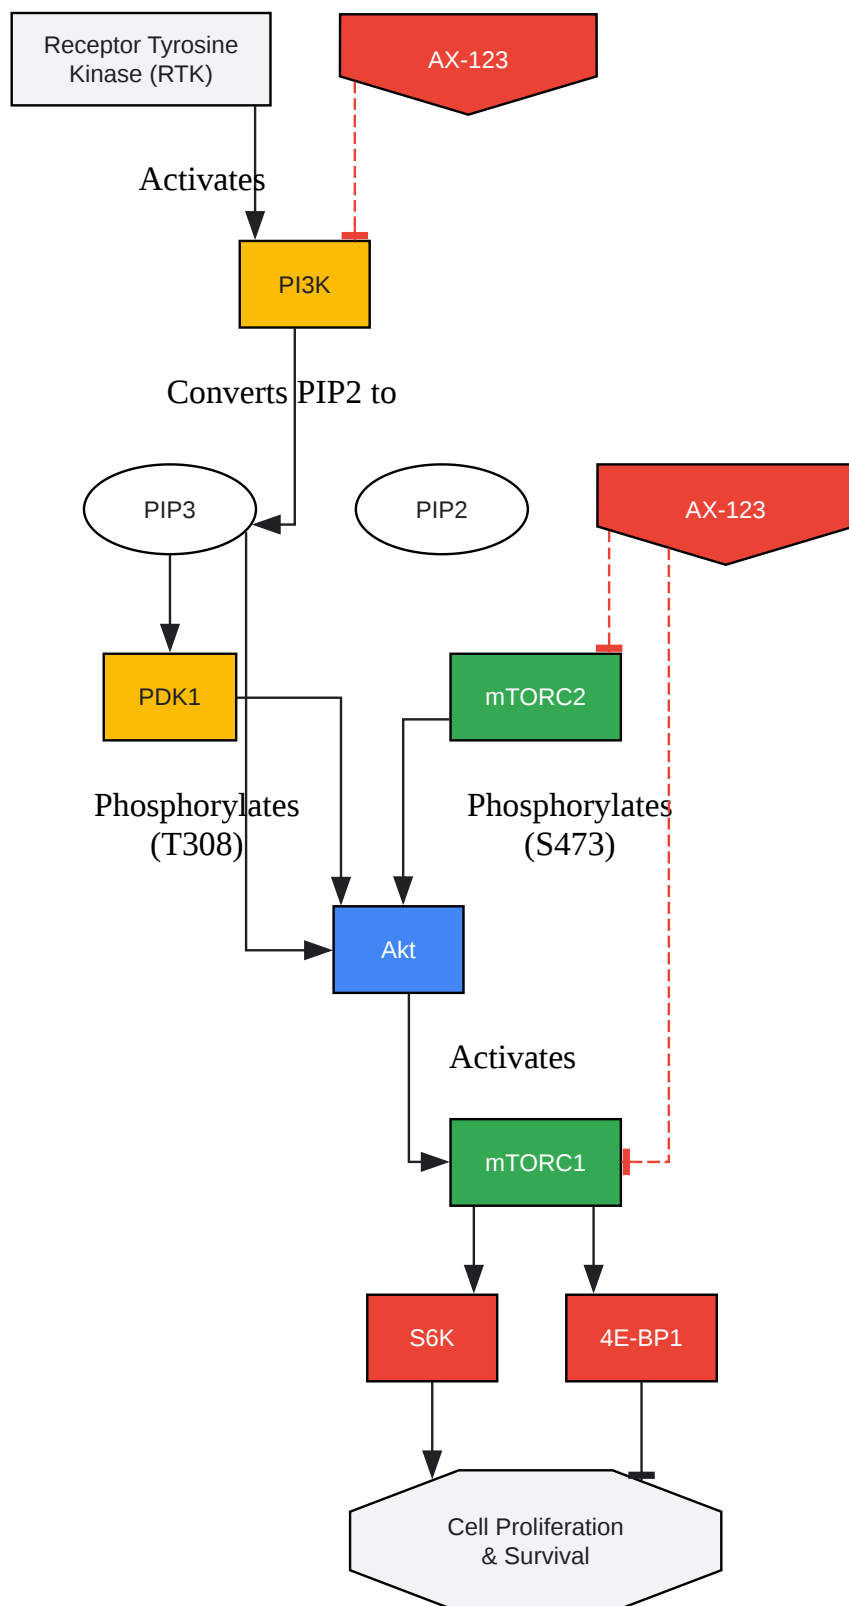 Receptor Tyrosine
Kinase (RTK)
AX-123
Activates
PI3K
Converts PIP2 to
PIP3
PIP2
AX-123
PDK1
mTORC2
Phosphorylates
(T308)
Phosphorylates
(S473)
Akt
Activates
mTORC1
S6K
4E-BP1
Cell Proliferation
& Survival